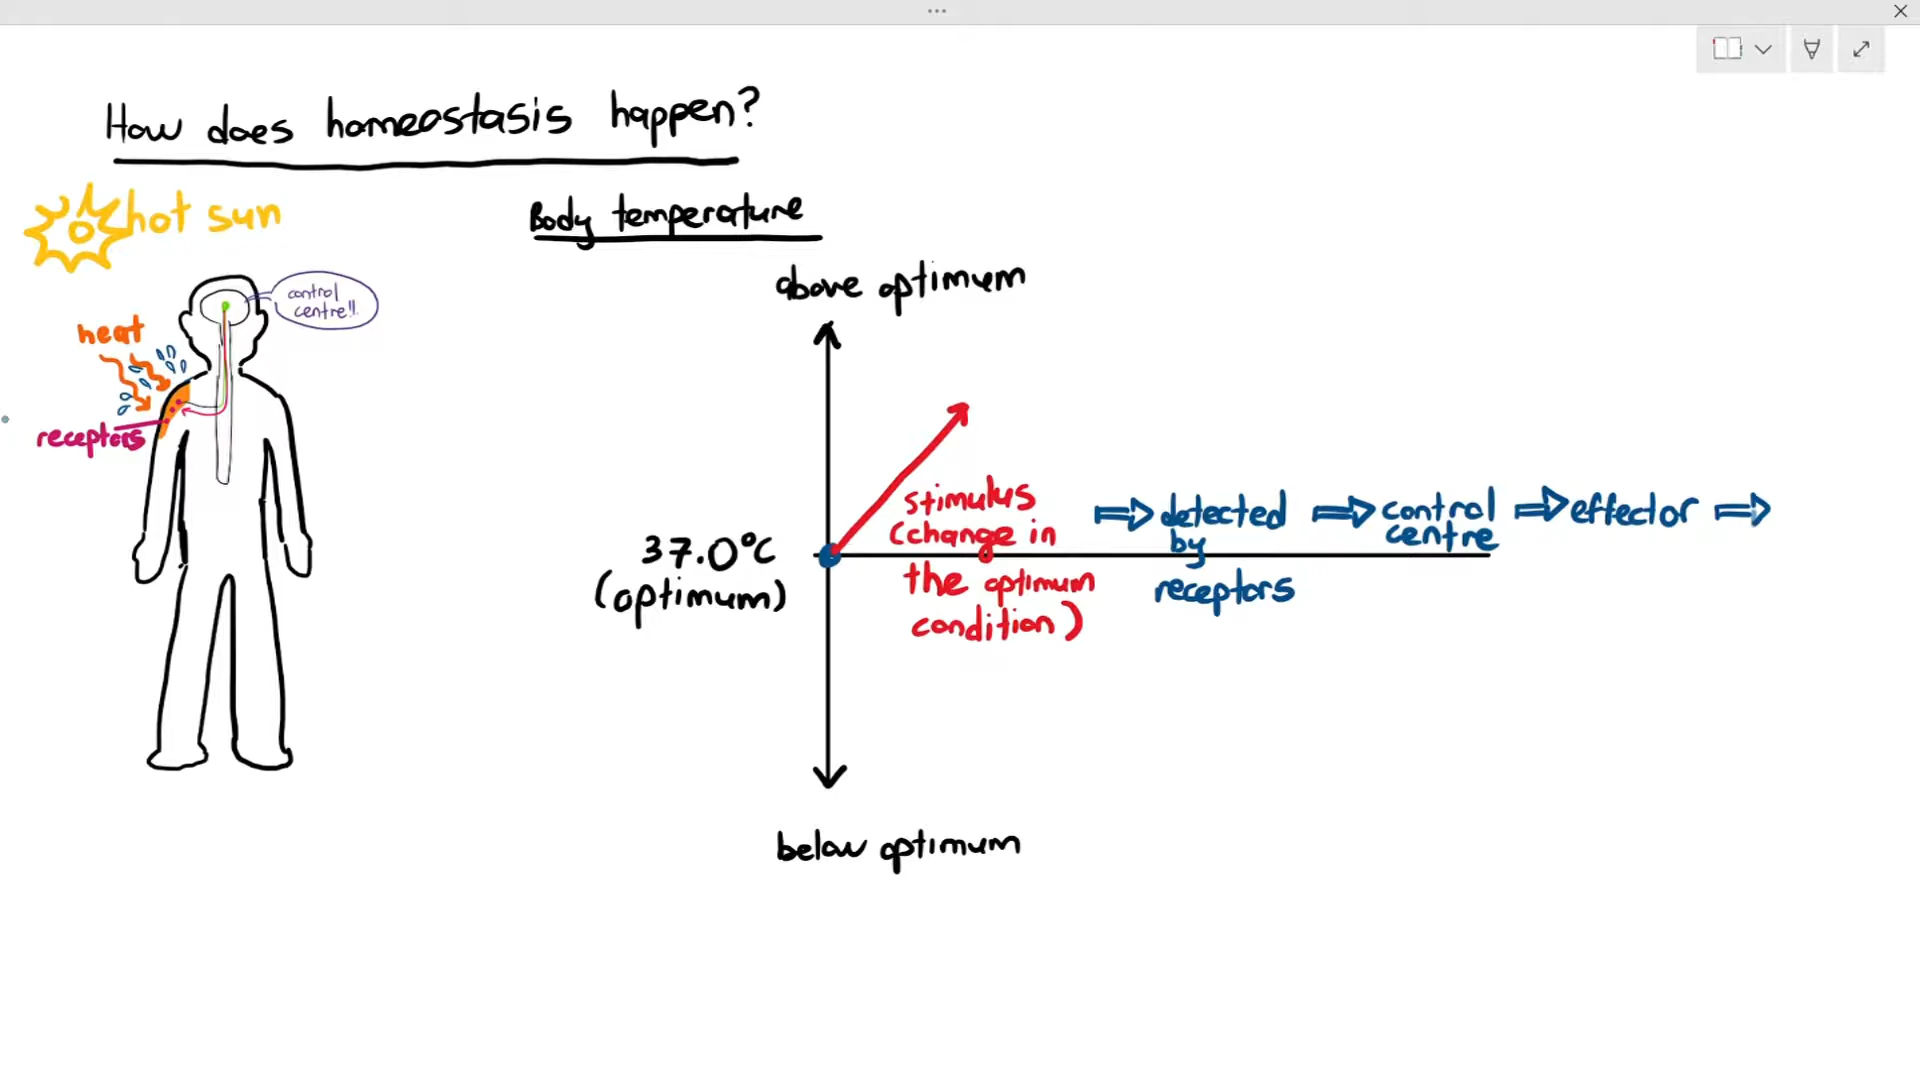 How does homeostasis happen?
hot sun
Body temperature
above optimum
control
centre!!
heat
receptors
stimulus
(change in
the optimum
condition)
⇒ detected
by
receptors
⇒ control
centre
⇒ effector ⇒
37.0°C
(optimum)
below optimum